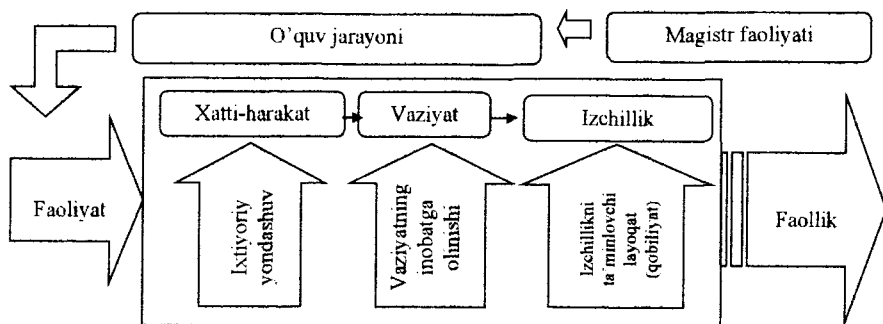 O'quv jarayoni
Magistr faoliyati
Xatti-harakat
Vaziyat
Izchillik
Faoliyat
Ixtiyoriy
yondashuv
Vaziyatning
inobatga
olinishi
Izchillikni
ta'minlovchi
layoqat
(qobiliyat)
Faollik